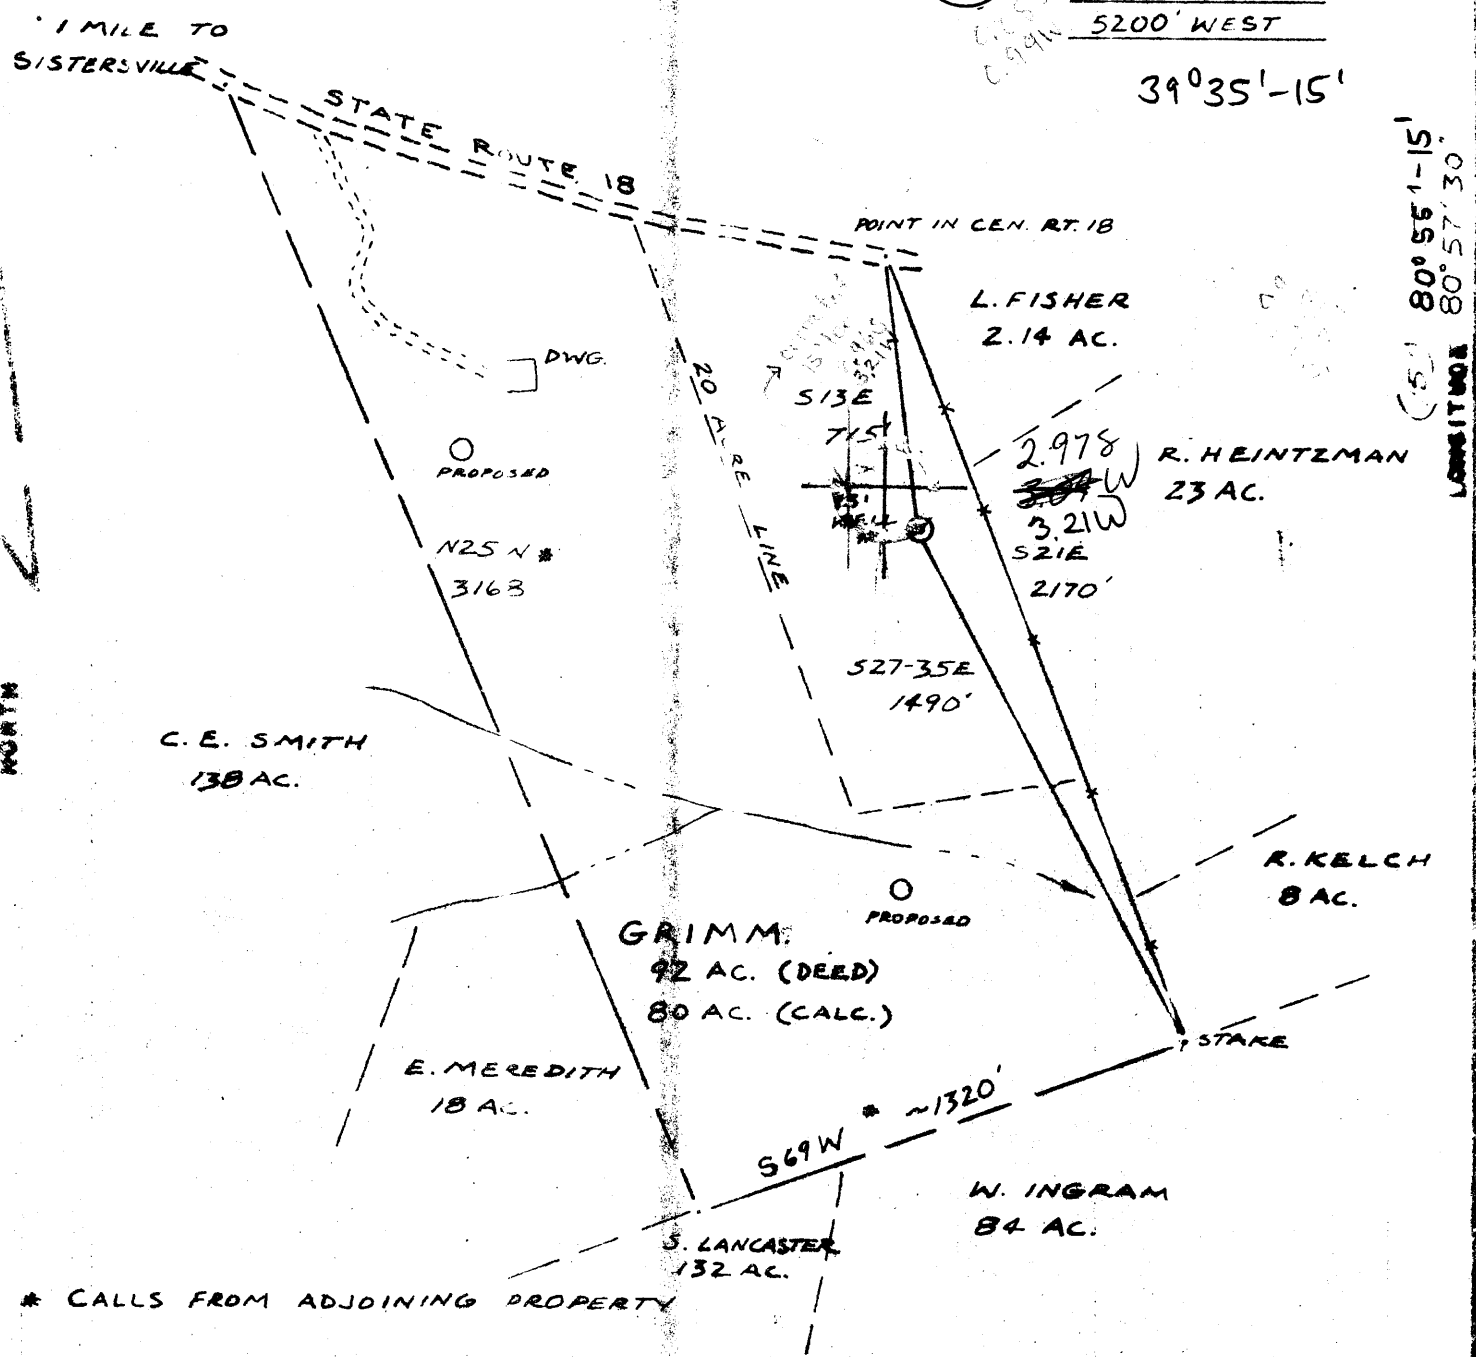 1 MILE TO
SISTERSVILLE
5200' WEST
39°35'-15'
STATE ROUTE 18
POINT IN CEN. RT. 18
80°55'-15'
80°57'30"
L. FISHER
2.14 AC.
DWG.
20 ACRE LINE
S13E
715'
2.97S
3.21W
R. HEINTZMAN
23 AC.
PROPOSED
N25 N *
3168
S21E
2170'
S27-35E
1490'
NORTH
C. E. SMITH
138 AC.
R. KELCH
8 AC.
PROPOSED
GRIMM.
92 AC. (DEED)
80 AC. (CALC.)
STAKE
E. MEREDITH
18 AC.
S69W * ~1320'
W. INGRAM
84 AC.
S. LANCASTER
132 AC.
* CALLS FROM ADJOINING PROPERTY